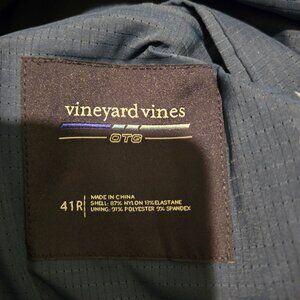 vineyard vines
OTG
41R
MADE IN CHINA
SHELL: 87% NYLON 13% ELASTANE
LINING: 91% POLYESTER 9% SPANDEX